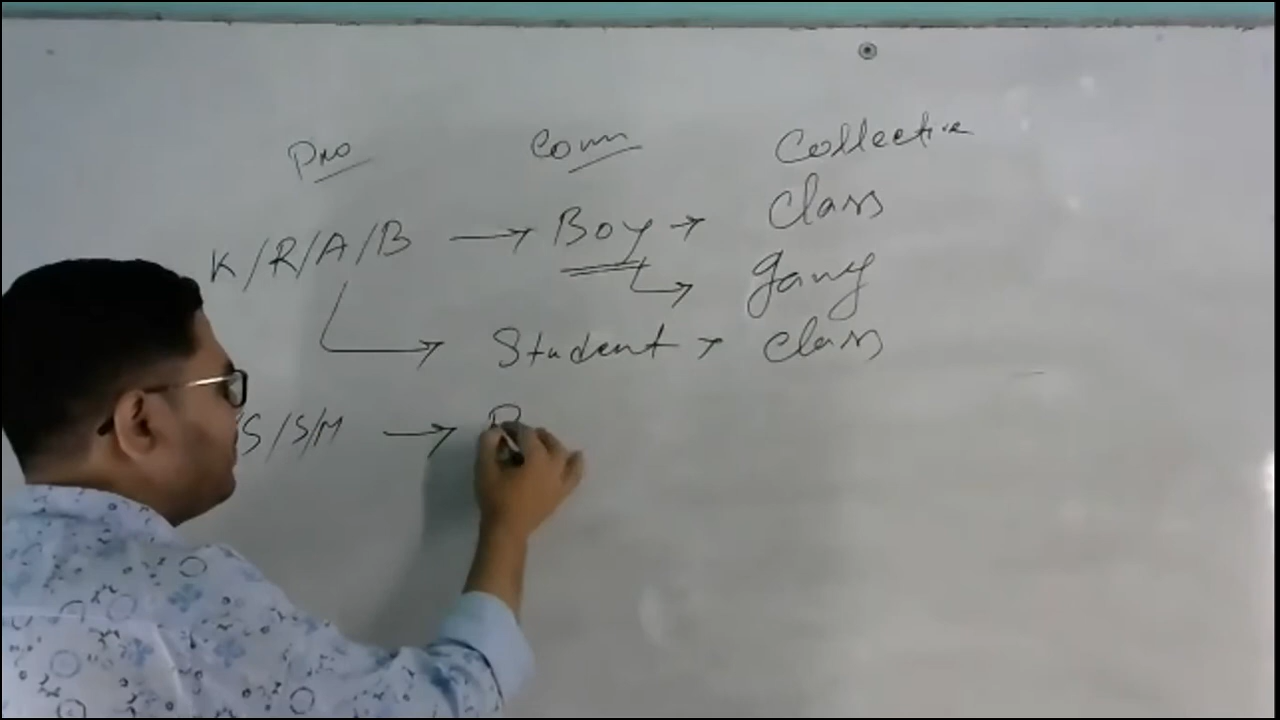 Pro Com Collective
K/R/A/B → Boy → Class
→ gang
→ Student → class
/S/S/M →